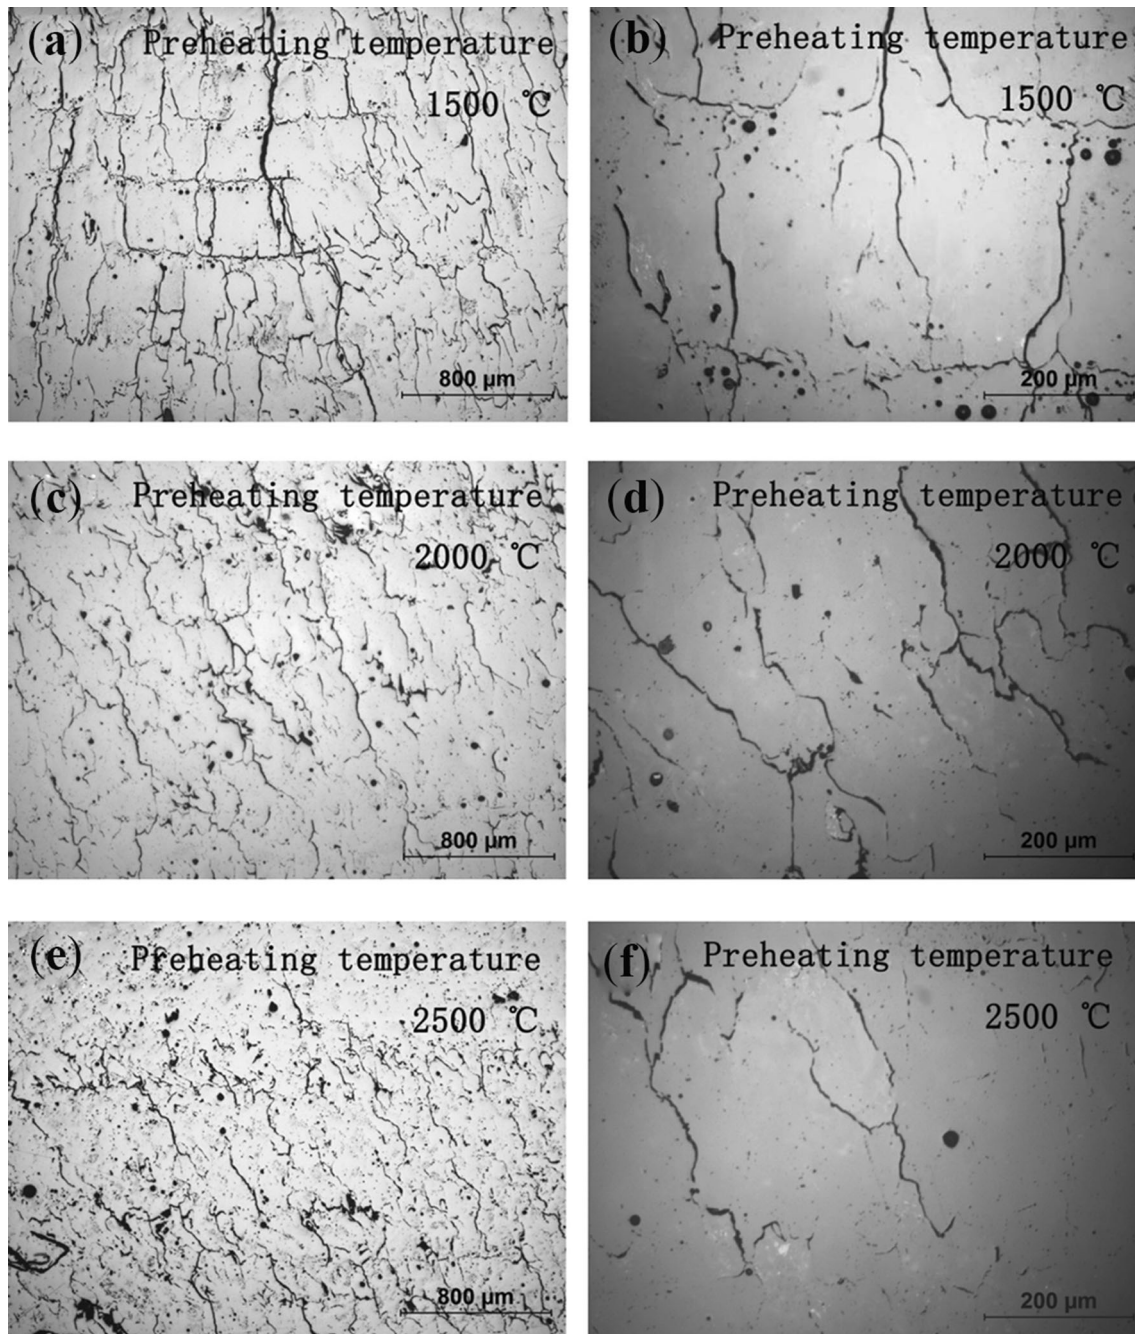 (a) Preheating temperature
1500 ℃
800 µm
(b) Preheating temperature
1500 ℃
200 µm
(c) Preheating temperature
2000 ℃
800 µm
(d) Preheating temperature
2000 ℃
200 µm
(e) Preheating temperature
2500 ℃
800 µm
(f) Preheating temperature
2500 ℃
200 µm